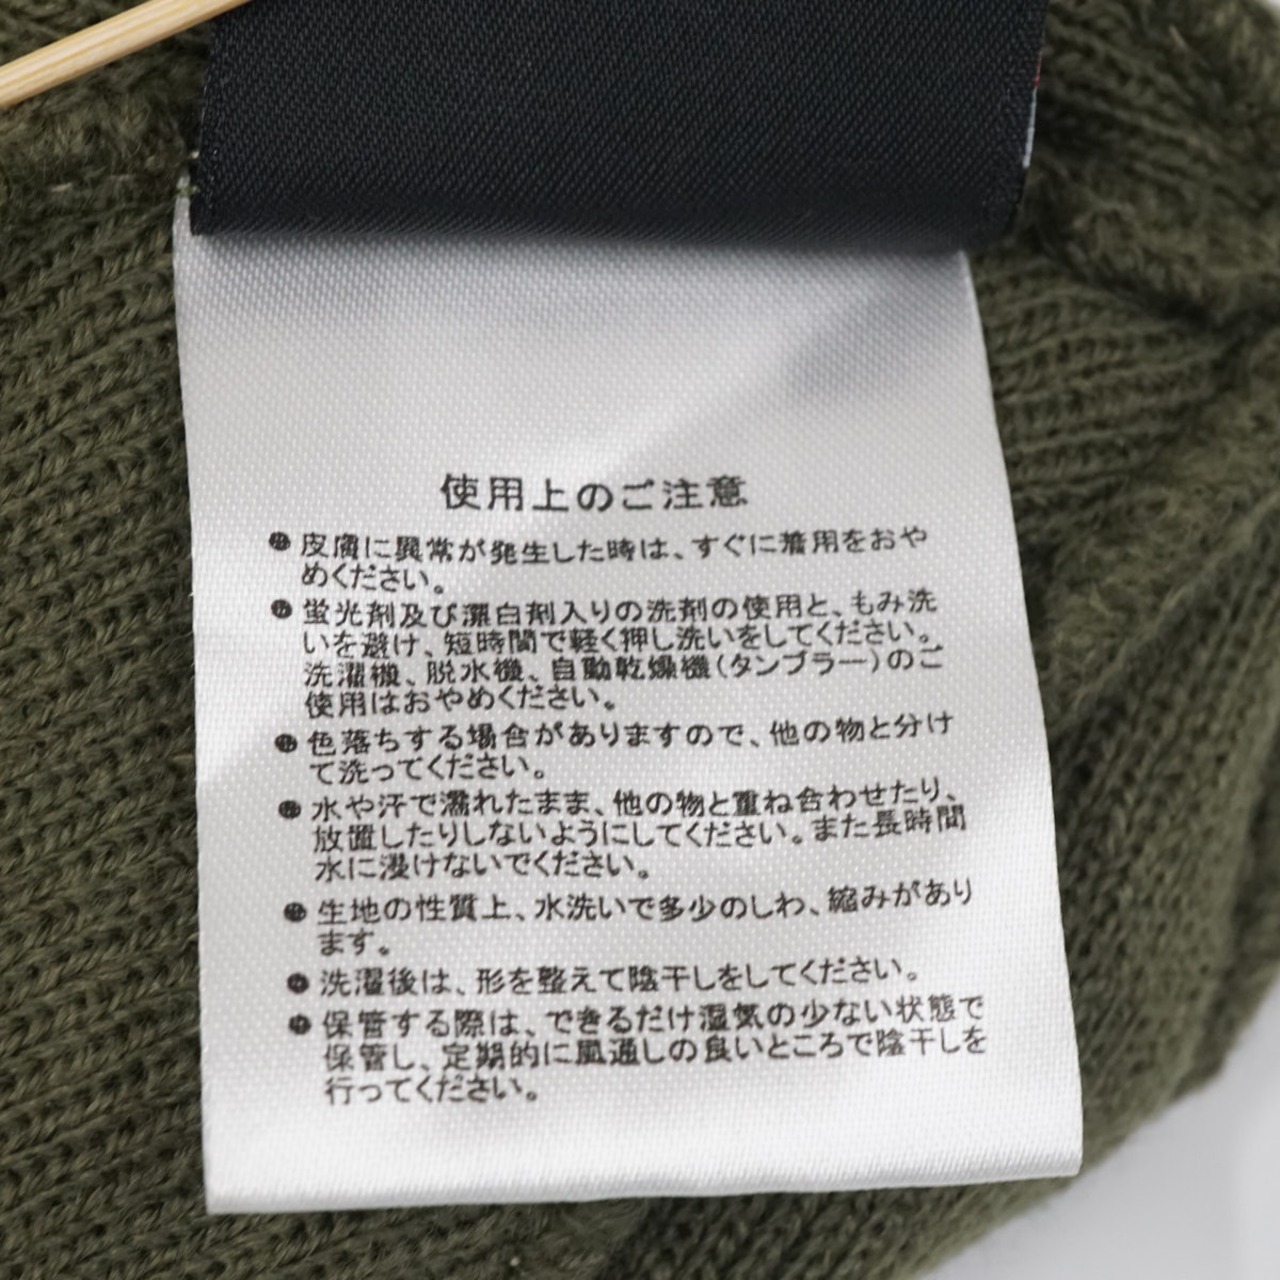 使用上のご注意
●皮膚に異常が発生した時は、すぐに着用をおや
めください。
●蛍光剤及び漂白剤入りの洗剤の使用と、もみ洗
いを避け、短時間で軽く押し洗いをしてください。
洗濯機、脱水機、自動乾燥機(タンブラー)のご
使用はおやめください。
●色落ちする場合がありますので、他の物と分け
て洗ってください。
●水や汗で濡れたまま、他の物と重ね合わせたり、
放置したりしないようにしてください。また長時間
水に浸けないでください。
●生地の性質上、水洗いで多少のしわ、縮みがあり
ます。
●洗濯後は、形を整えて陰干しをしてください。
●保管する際は、できるだけ湿気の少ない状態で
保管し、定期的に風通しの良いところで陰干しを
行ってください。